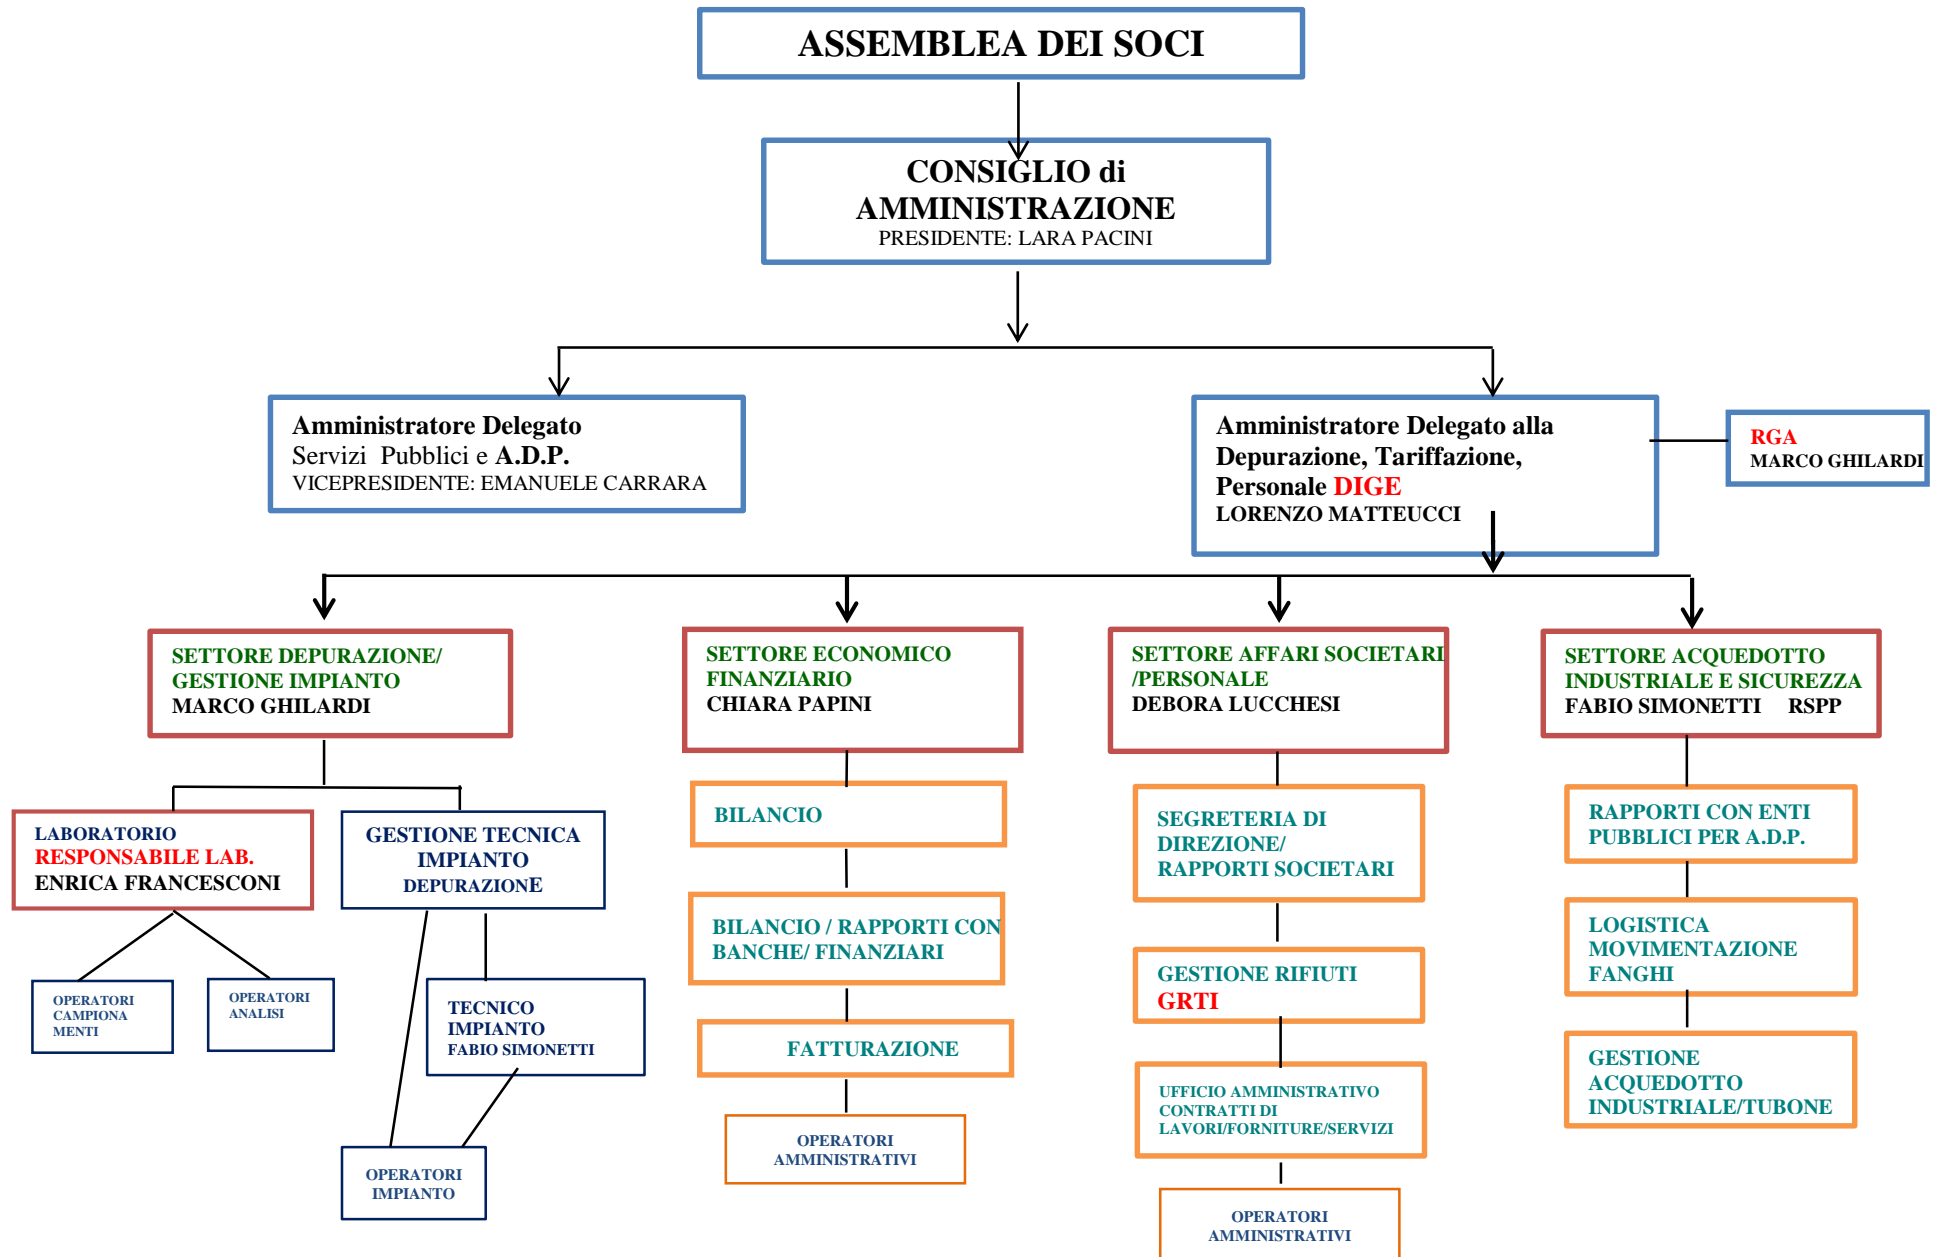 ASSEMBLEA DEI SOCI
CONSIGLIO di
AMMINISTRAZIONE
PRESIDENTE: LARA PACINI
Amministratore Delegato
Servizi Pubblici e A.D.P.
VICEPRESIDENTE: EMANUELE CARRARA
Amministratore Delegato alla
Depurazione, Tariffazione,
Personale DIGE
LORENZO MATTEUCCI
RGA
MARCO GHILARDI
SETTORE DEPURAZIONE/
GESTIONE IMPIANTO
MARCO GHILARDI
SETTORE ECONOMICO
FINANZIARIO
CHIARA PAPINI
SETTORE AFFARI SOCIETARI
/PERSONALE
DEBORA LUCCHESI
SETTORE ACQUEDOTTO
INDUSTRIALE E SICUREZZA
FABIO SIMONETTI RSPP
LABORATORIO
RESPONSABILE LAB.
ENRICA FRANCESCONI
GESTIONE TECNICA
IMPIANTO
DEPURAZIONE
OPERATORI
CAMPIONA
MENTI
OPERATORI
ANALISI
TECNICO
IMPIANTO
FABIO SIMONETTI
OPERATORI
IMPIANTO
BILANCIO
BILANCIO / RAPPORTI CON
BANCHE/ FINANZIARI
FATTURAZIONE
OPERATORI
AMMINISTRATIVI
SEGRETERIA DI
DIREZIONE/
RAPPORTI SOCIETARI
GESTIONE RIFIUTI
GRTI
UFFICIO AMMINISTRATIVO
CONTRATTI DI
LAVORI/FORNITURE/SERVIZI
OPERATORI
AMMINISTRATIVI
RAPPORTI CON ENTI
PUBBLICI PER A.D.P.
LOGISTICA
MOVIMENTAZIONE
FANGHI
GESTIONE
ACQUEDOTTO
INDUSTRIALE/TUBONE